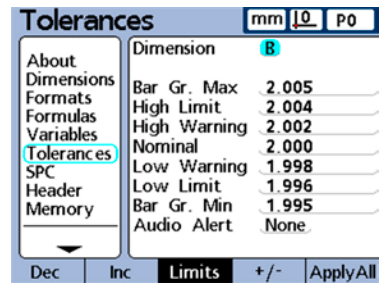 Tolerances mm 0 P0
About
Dimensions
Formats
Formulas
Variables
Tolerances
SPC
Header
Memory
Dimension B
Bar Gr. Max 2.005
High Limit 2.004
High Warning 2.002
Nominal 2.000
Low Warning 1.998
Low Limit 1.996
Bar Gr. Min 1.995
Audio Alert None
Dec Inc Limits +/- ApplyAll